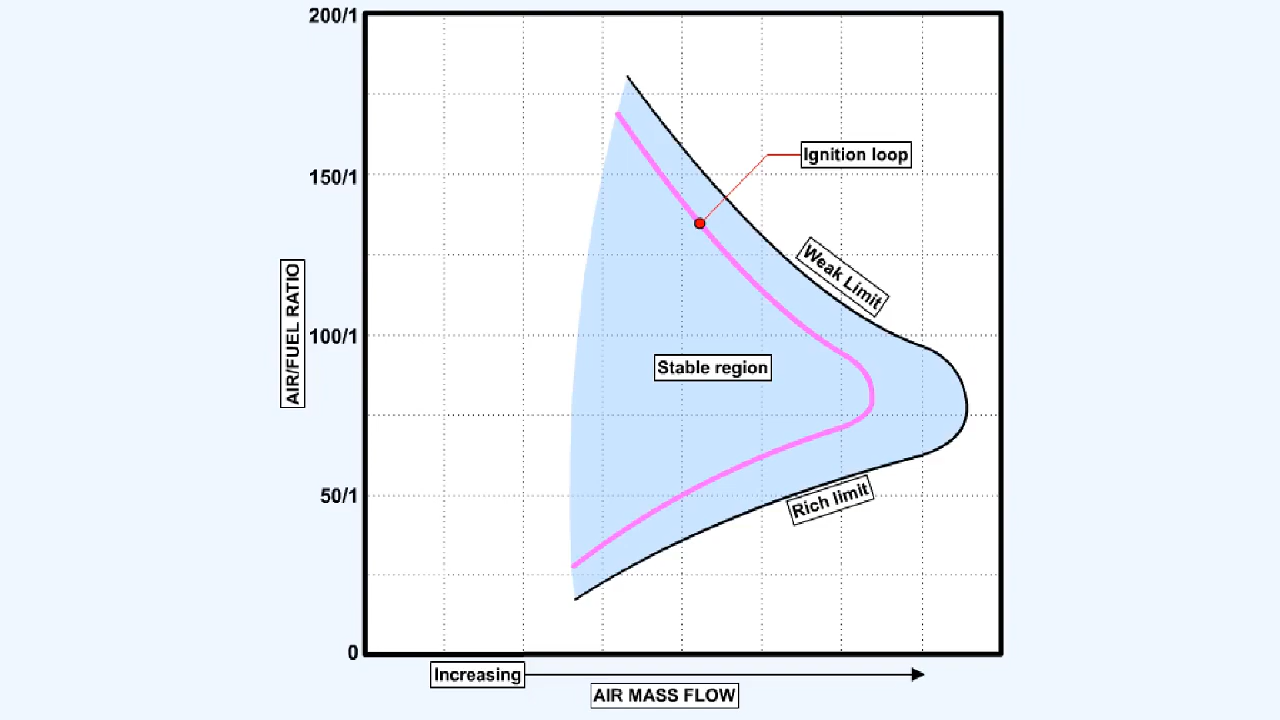 200/1
150/1
100/1
50/1
0
AIR/FUEL RATIO
Ignition loop
Weak Limit
Stable region
Rich limit
Increasing
AIR MASS FLOW